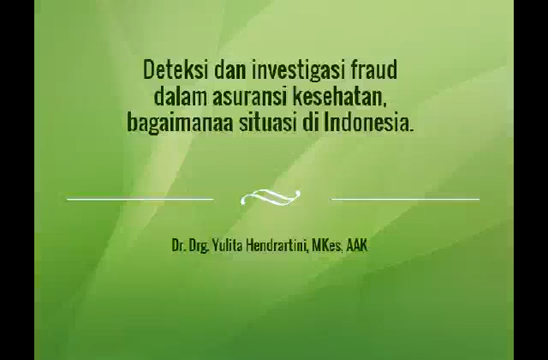 Deteksi dan investigasi fraud
dalam asuransi kesehatan,
bagaimanaa situasi di Indonesia.
Dr. Drg. Yulita Hendrartini, MKes. AAK